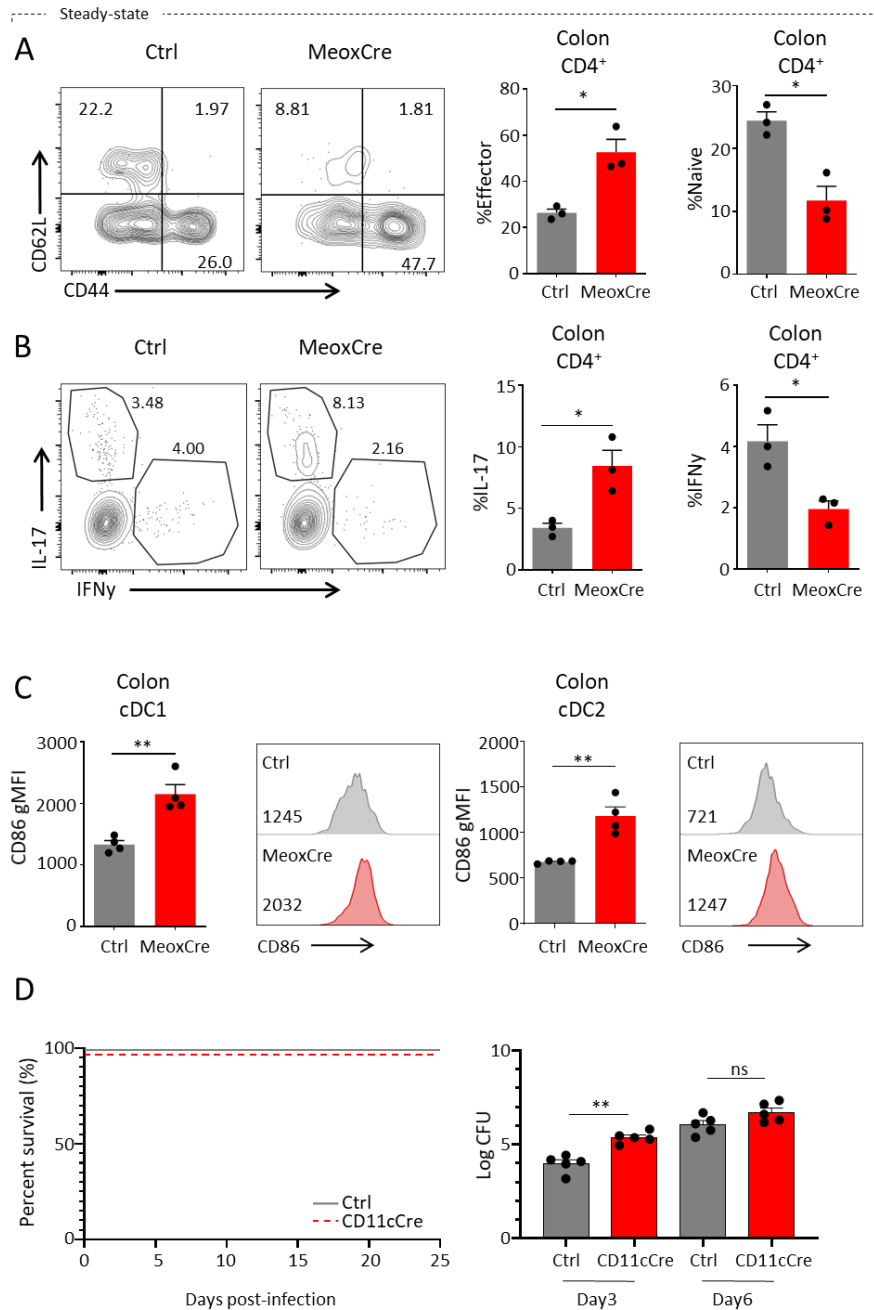 Steady-state
A
Ctrl
MeoxCre
22.2
1.97
26.0
8.81
1.81
47.7
CD62L
CD44
Colon
CD4+
%Effector
80
60
40
20
0
*
Ctrl MeoxCre
Colon
CD4+
%Naive
30
20
10
0
*
Ctrl MeoxCre
B
Ctrl
MeoxCre
3.48
4.00
8.13
2.16
IL-17
IFNy
Colon
CD4+
%IL-17
15
10
5
0
*
Ctrl MeoxCre
Colon
CD4+
%IFNy
6
4
2
0
*
Ctrl MeoxCre
C
Colon
cDC1
CD86 gMFI
3000
2000
1000
0
**
Ctrl MeoxCre
Ctrl
1245
MeoxCre
2032
CD86
Colon
cDC2
CD86 gMFI
2000
1500
1000
500
0
**
Ctrl MeoxCre
Ctrl
721
MeoxCre
1247
CD86
D
Percent survival (%)
100
50
0
0 5 10 15 20 25
Ctrl
CD11cCre
Days post-infection
Log CFU
10
5
0
**
ns
Ctrl CD11cCre Ctrl CD11cCre
Day3 Day6